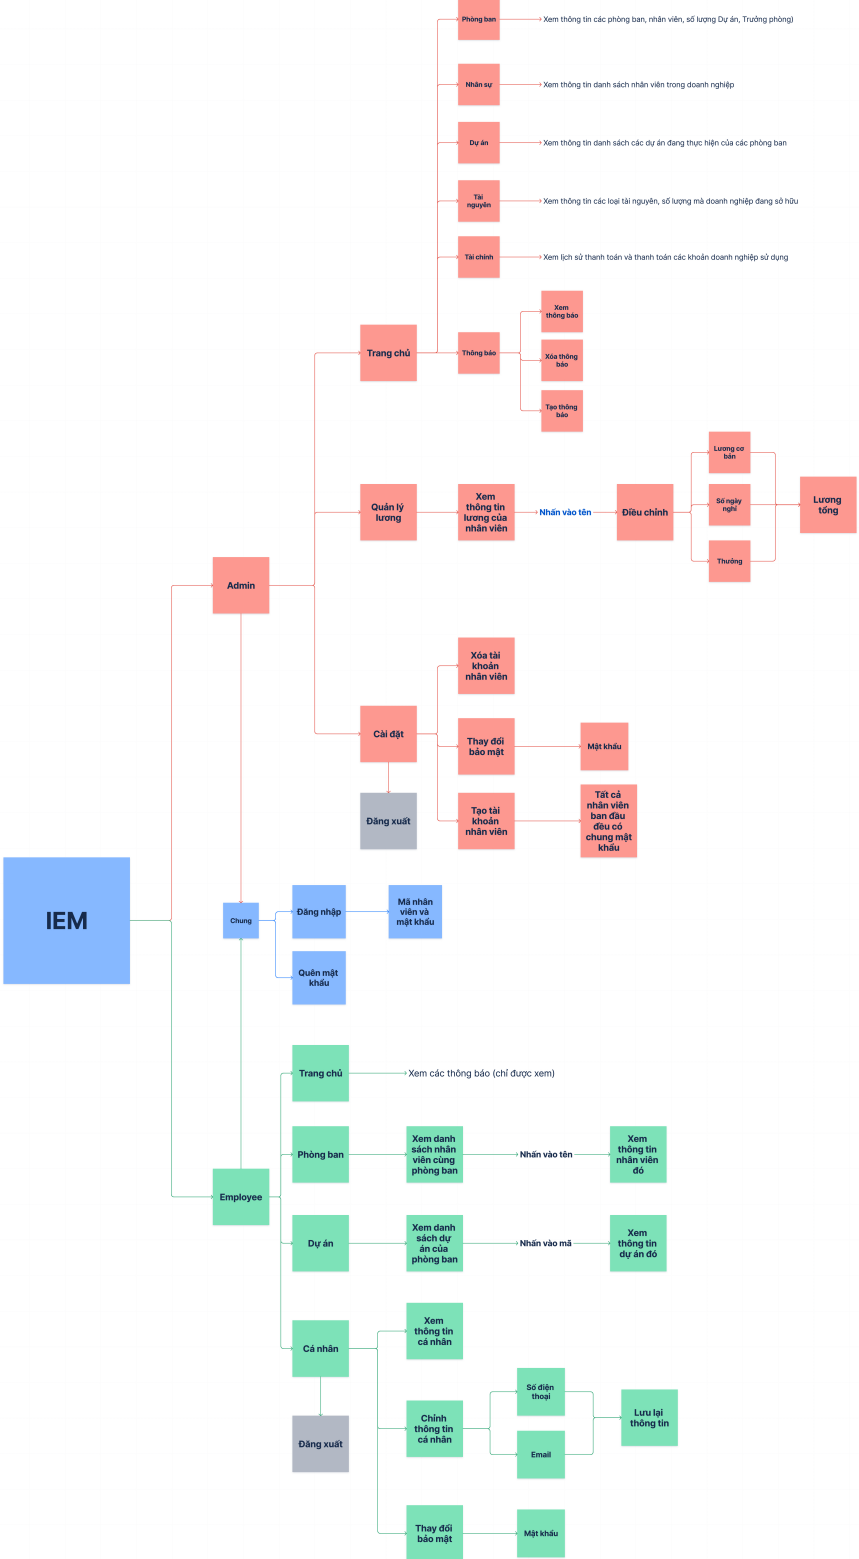 Phòng ban
Xem thông tin các phòng ban, nhân viên, số lượng Dự án, Trưởng phòng)
Nhân sự
Xem thông tin danh sách nhân viên trong doanh nghiệp
Dự án
Xem thông tin danh sách các dự án đang thực hiện của các phòng ban
Tài
nguyên
Xem thông tin các loại tài nguyên, số lượng mà doanh nghiệp đang sở hữu
Tài chính
Xem lịch sử thanh toán và thanh toán các khoản doanh nghiệp sử dụng
Trang chủ
Thông báo
Xem
thông báo
Xóa thông
báo
Tạo thông
báo
Quản lý
lương
Xem
thông tin
lương của
nhân viên
Nhấn vào tên
Điều chỉnh
Lương cơ
bản
Số ngày
nghỉ
Thưởng
Lương
tổng
Admin
Cài đặt
Xóa tài
khoản
nhân viên
Thay đổi
bảo mật
Mật khẩu
Tạo tài
khoản
nhân viên
Tất cả
nhân viên
ban đầu
đều có
chung mật
khẩu
Đăng xuất
IEM
Chung
Đăng nhập
Mã nhân
viên và
mật khẩu
Quên mật
khẩu
Employee
Trang chủ
Xem các thông báo (chỉ được xem)
Phòng ban
Xem danh
sách nhân
viên cùng
phòng ban
Nhấn vào tên
Xem
thông tin
nhân viên
đó
Dự án
Xem danh
sách dự
án của
phòng ban
Nhấn vào mã
Xem
thông tin
dự án đó
Cá nhân
Xem
thông tin
cá nhân
Chỉnh
thông tin
cá nhân
Số điện
thoại
Email
Lưu lại
thông tin
Đăng xuất
Thay đổi
bảo mật
Mật khẩu